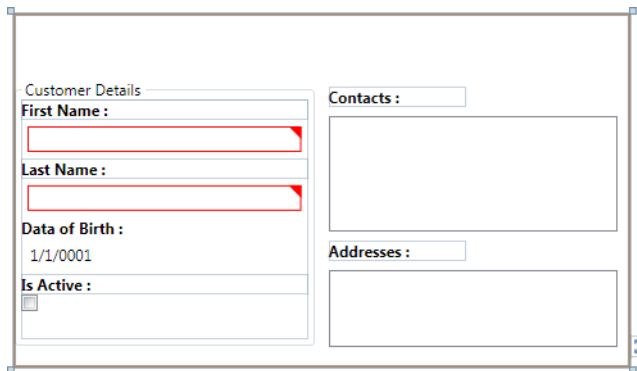 Customer Details
First Name :
Last Name :
Data of Birth :
1/1/0001
Is Active :
Contacts :
Addresses :